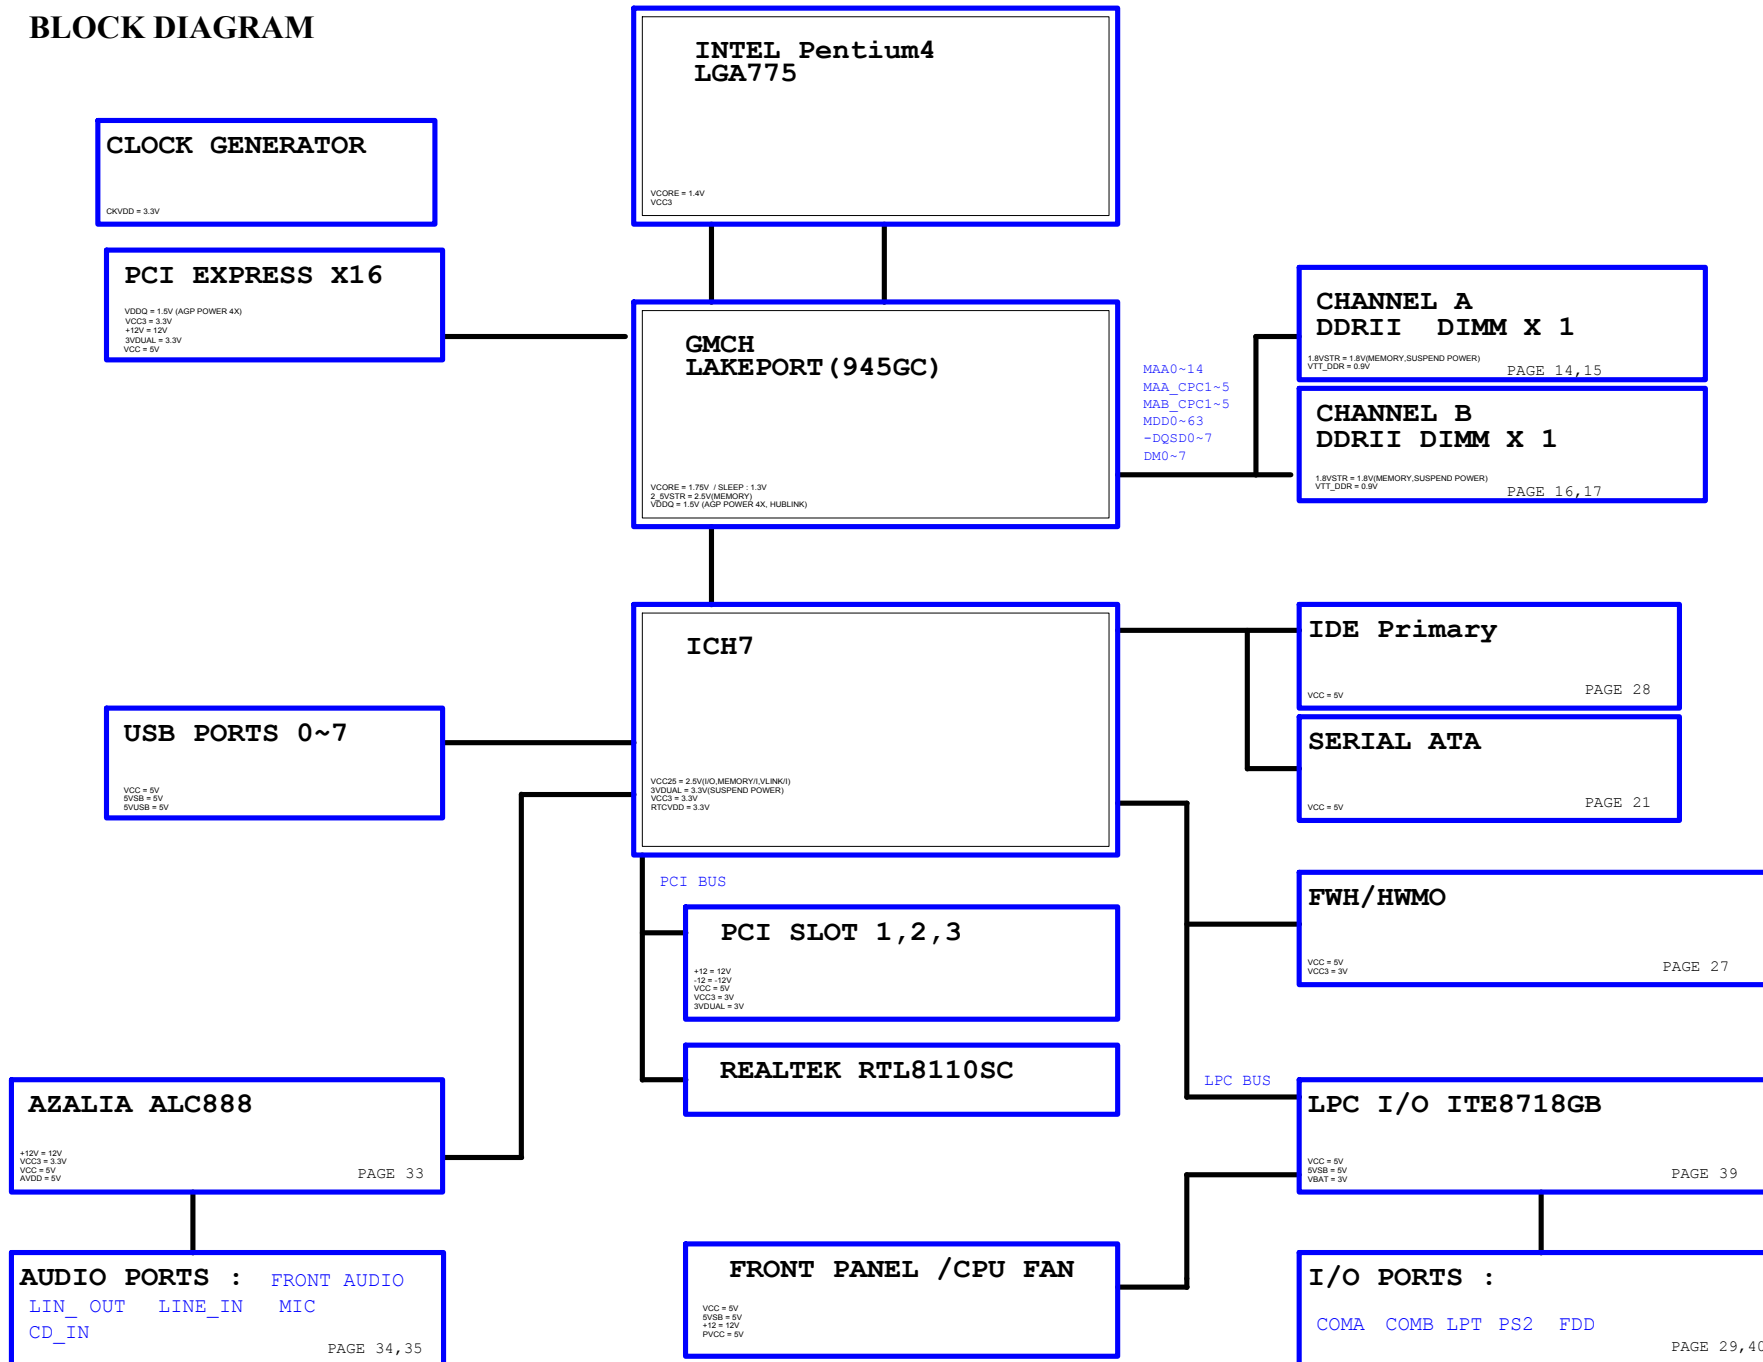 BLOCK DIAGRAM
INTEL Pentium4
LGA775
VCORE = 1.4V
VCC3
CLOCK GENERATOR
CKVDD = 3.3V
PCI EXPRESS X16
VDDQ = 1.5V (AGP POWER 4X)
VCC3 = 3.3V
+12V = 12V
3VDUAL = 3.3V
VCC = 5V
GMCH
LAKEPORT(945GC)
VCORE = 1.75V / SLEEP : 1.3V
2_5VSTR = 2.5V(MEMORY)
VDDQ = 1.5V (AGP POWER 4X, HUBLINK)
MAA0~14
MAA_CPC1~5
MAB_CPC1~5
MDD0~63
-DQSD0~7
DM0~7
CHANNEL A
DDRII DIMM X 1
1.8VSTR = 1.8V(MEMORY,SUSPEND POWER)
VTT_DDR = 0.9V
PAGE 14,15
CHANNEL B
DDRII DIMM X 1
1.8VSTR = 1.8V(MEMORY,SUSPEND POWER)
VTT_DDR = 0.9V
PAGE 16,17
ICH7
VCC25 = 2.5V(I/O,MEMORY/I,VLINK/I)
3VDUAL = 3.3V(SUSPEND POWER)
VCC3 = 3.3V
RTCVDD = 3.3V
IDE Primary
VCC = 5V
PAGE 28
SERIAL ATA
VCC = 5V
PAGE 21
USB PORTS 0~7
VCC = 5V
5VSB = 5V
5VUSB = 5V
PCI BUS
PCI SLOT 1,2,3
+12 = 12V
-12 = -12V
VCC = 5V
VCC3 = 3V
3VDUAL = 3V
REALTEK RTL8110SC
FWH/HWMO
VCC = 5V
VCC3 = 3V
PAGE 27
LPC BUS
LPC I/O ITE8718GB
VCC = 5V
5VSB = 5V
VBAT = 3V
PAGE 39
AZALIA ALC888
+12V = 12V
VCC3 = 3.3V
VCC = 5V
AVDD = 5V
PAGE 33
AUDIO PORTS : FRONT AUDIO
LIN_ OUT LINE_IN MIC
CD_IN
PAGE 34,35
FRONT PANEL /CPU FAN
VCC = 5V
5VSB = 5V
+12 = 12V
PVCC = 5V
I/O PORTS :
COMA COMB LPT PS2 FDD
PAGE 29,40